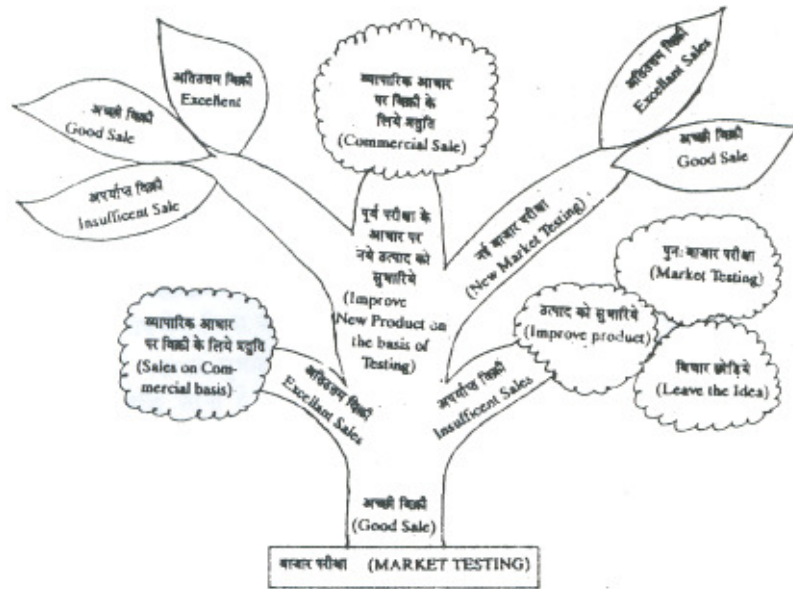 अतिउत्तम बिक्री
Excellent
अच्छी बिक्री
Good Sale
अपर्याप्त बिक्री
Insufficent Sale
व्यापारिक आधार
पर बिक्री के
लिये प्रस्तुति
(Commercial Sale)
अतिउत्तम बिक्री
Excellant Sales
अच्छी बिक्री
Good Sale
पूर्व परीक्षा के
आधार पर
नये उत्पाद को
सुधारिये
(Improve
New Product on
the basis of
Testing)
नई बाजार परीक्षा
(New Market Testing)
पुनः बाजार परीक्षा
(Market Testing)
उत्पाद को सुधारिये
(Improve product)
विचार छोड़िये
(Leave the Idea)
व्यापारिक आधार
पर बिक्री के लिये प्रस्तुति
(Sales on Com-
mercial basis)
अतिउत्तम बिक्री
Excellant Sales
अपर्याप्त बिक्री
Insufficent Sales
अच्छी बिक्री
(Good Sale)
बाजार परीक्षा (MARKET TESTING)